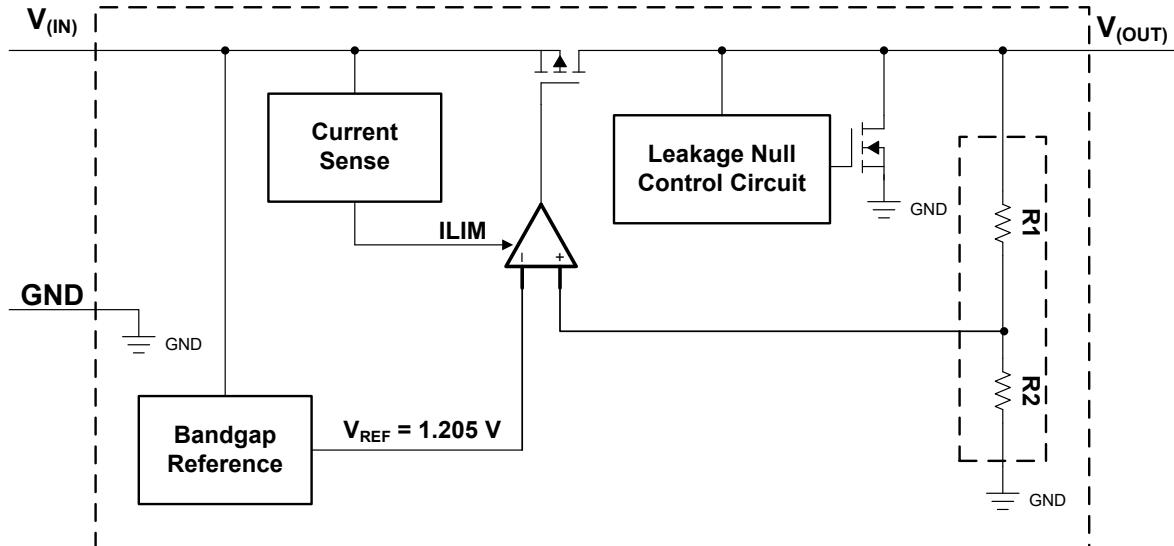 V(IN)
V(OUT)
Current
Sense
Leakage Null
Control Circuit
GND
R1
ILIM
- +
GND
GND
R2
Bandgap
Reference
VREF = 1.205 V
GND